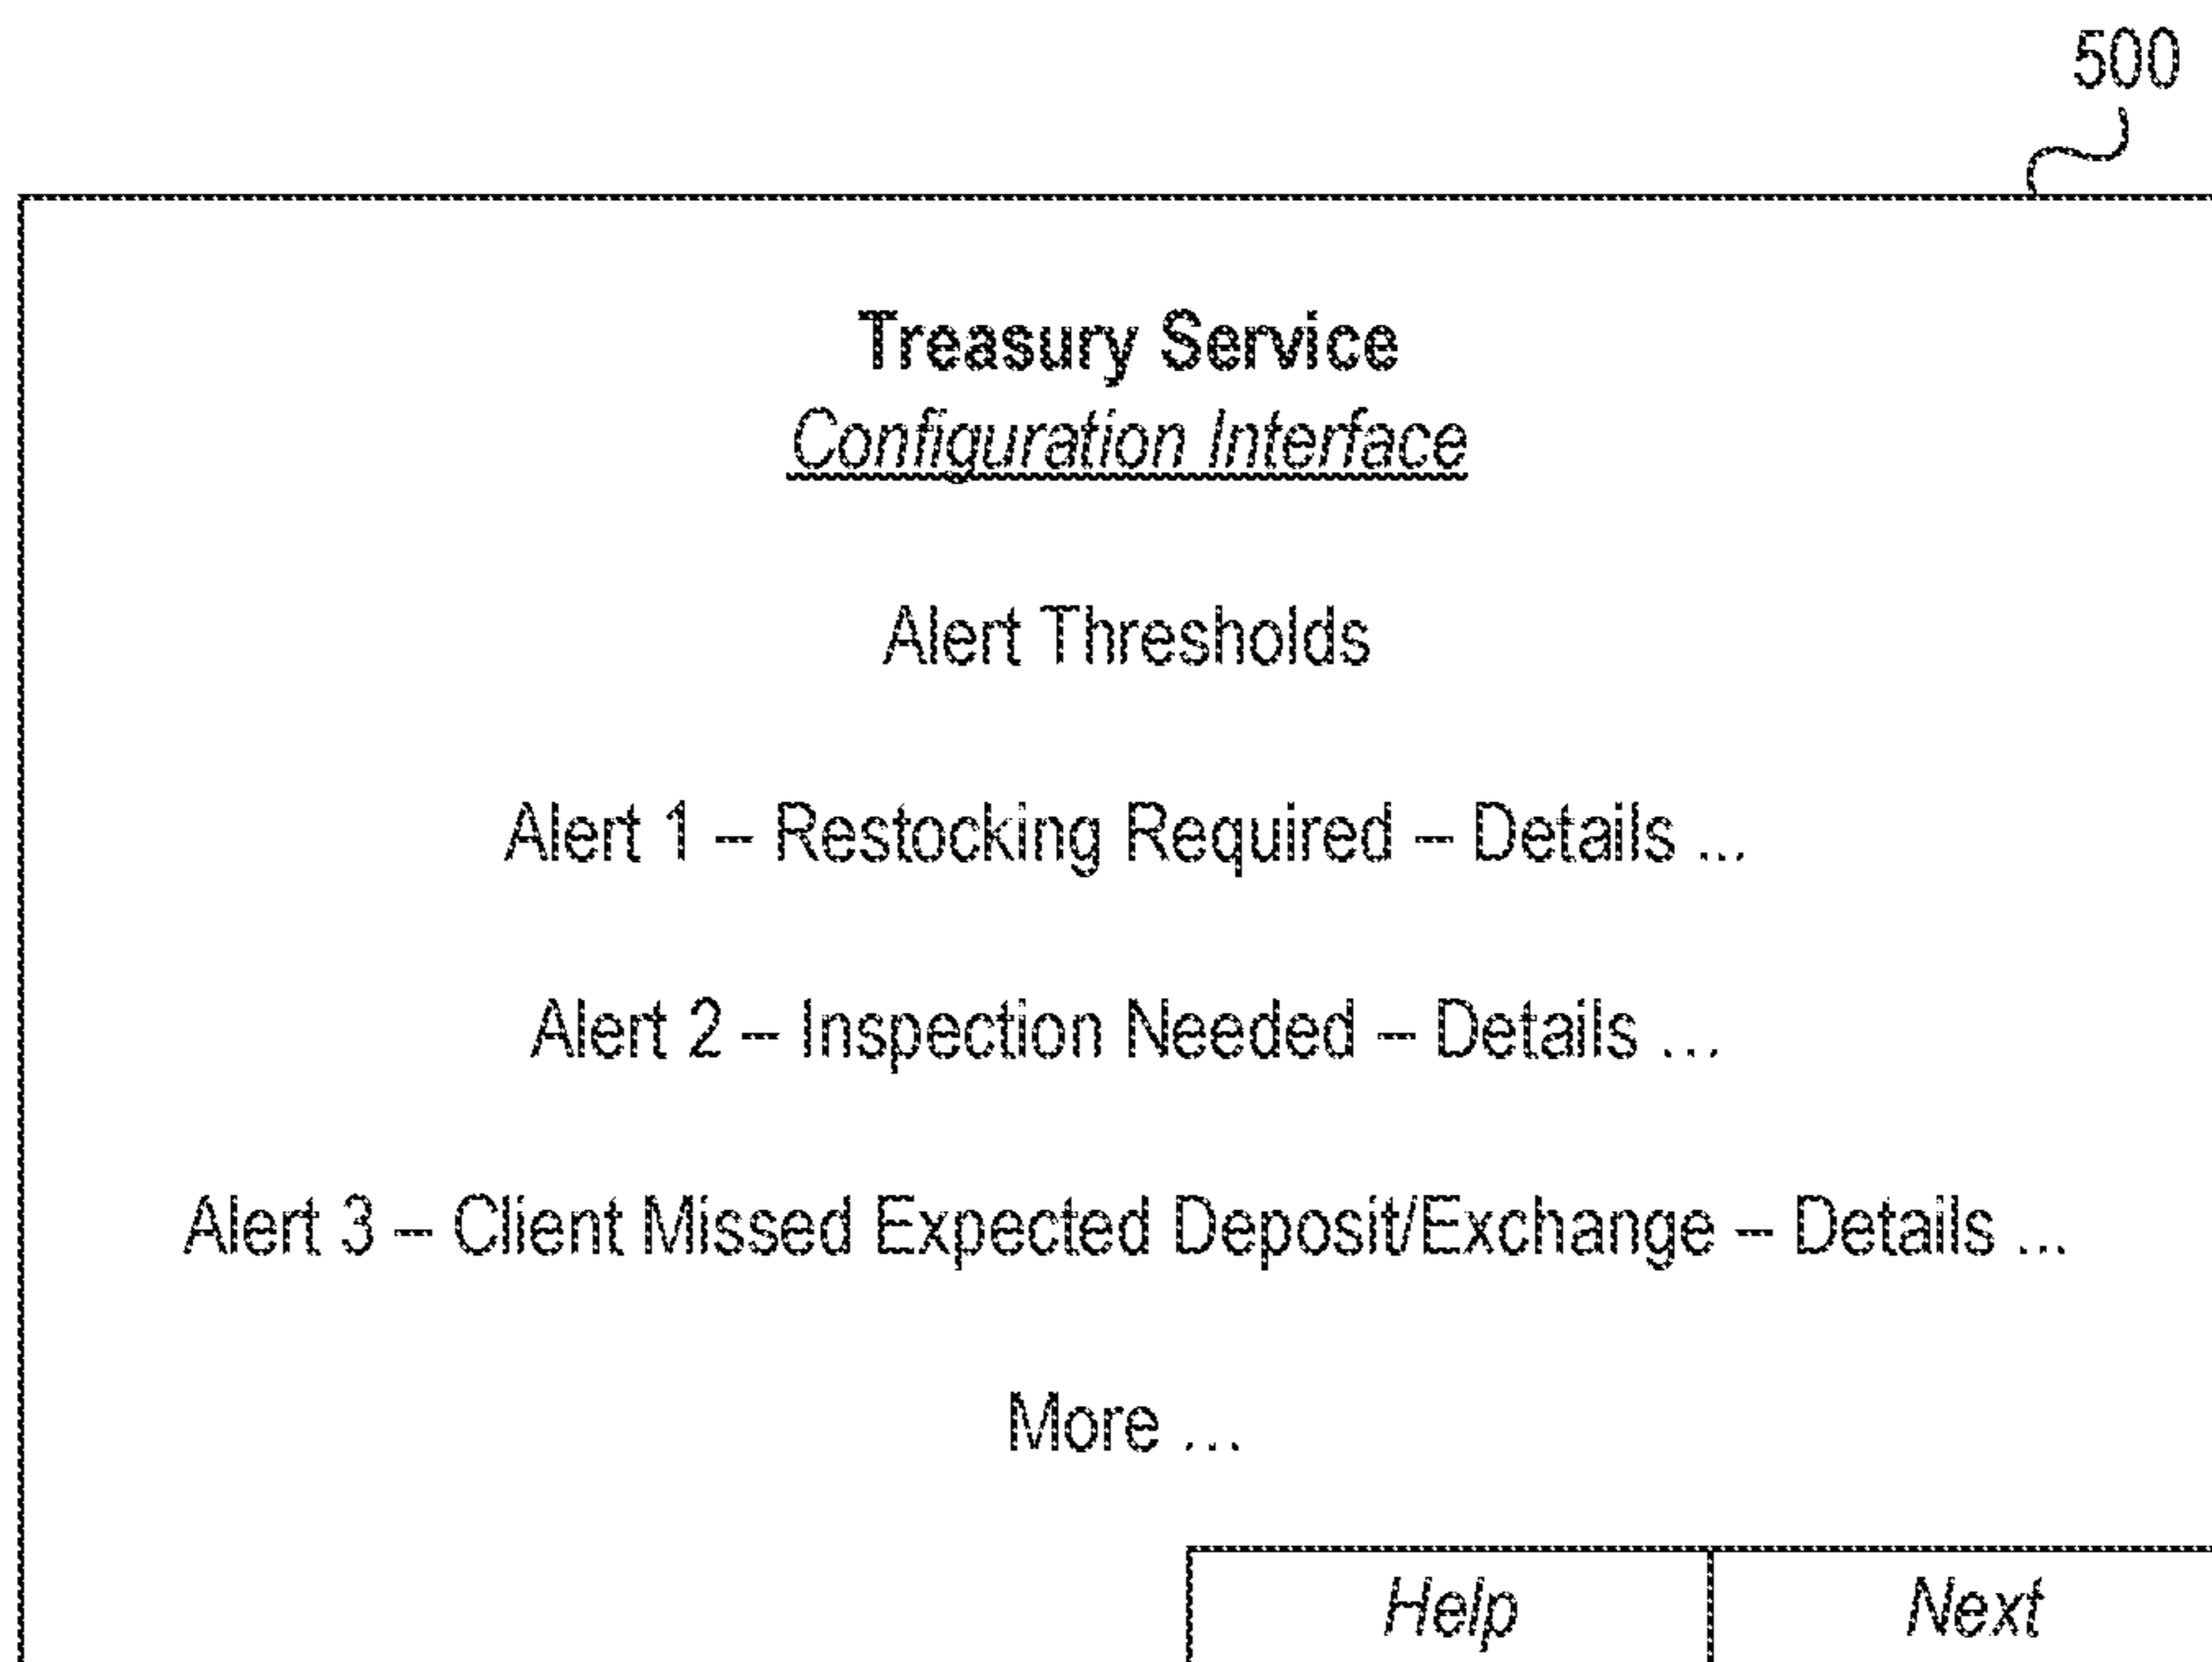 500
Treasury Service
Configuration Interface
Alert Thresholds
Alert 1 – Restocking Required – Details ...
Alert 2 – Inspection Needed – Details ...
Alert 3 – Client Missed Expected Deposit/Exchange – Details ...
More ...
Help
Next